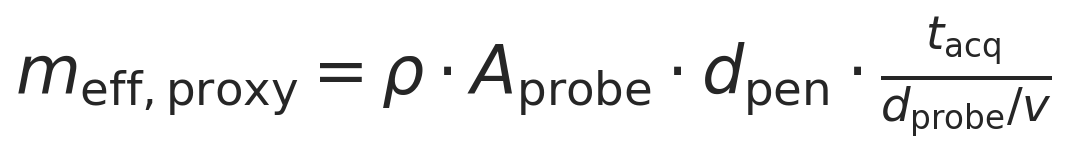 m_eff, proxy = ρ · A_probe · d_pen · t_acq / (d_probe/v)